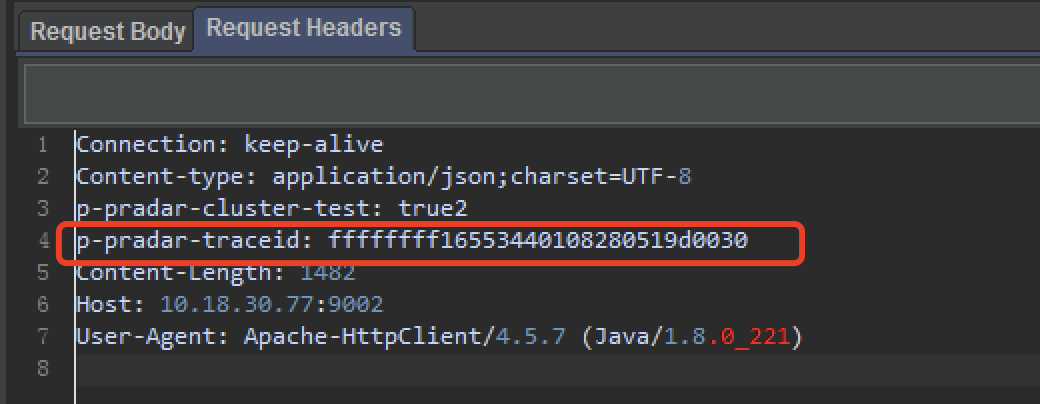 Request Body Request Headers
1 Connection: keep-alive
2 Content-type: application/json;charset=UTF-8
3 p-pradar-cluster-test: true2
4 p-pradar-traceid: ffffffff16553440108280519d0030
5 Content-Length: 1482
6 Host: 10.18.30.77:9002
7 User-Agent: Apache-HttpClient/4.5.7 (Java/1.8.0_221)
8